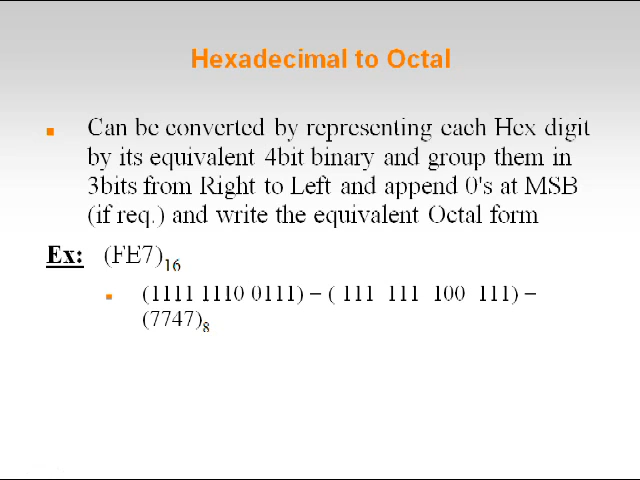 Hexadecimal to Octal
Can be converted by representing each Hex digit
by its equivalent 4bit binary and group them in
3bits from Right to Left and append 0's at MSB
(if req.) and write the equivalent Octal form
Ex: (FE7)16
(1111 1110 0111) = ( 111 111 100 111) =
(7747)8